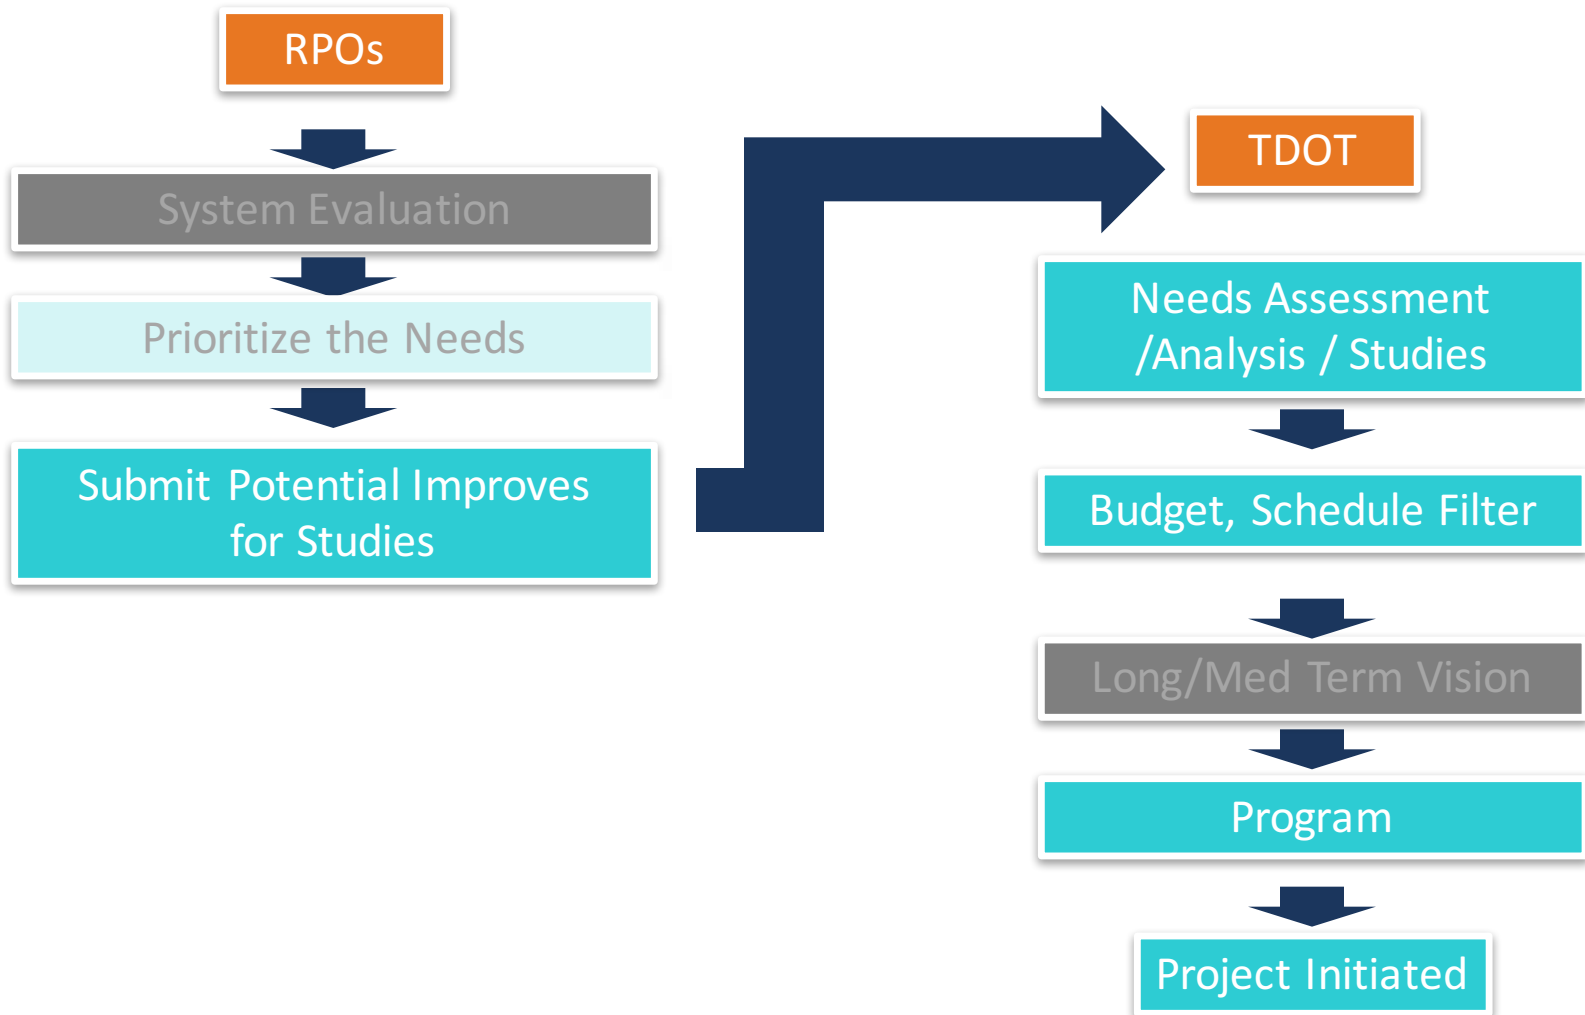 RPOs
System Evaluation
Prioritize the Needs
Submit Potential Improves
for Studies
TDOT
Needs Assessment
/Analysis / Studies
Budget, Schedule Filter
Long/Med Term Vision
Program
Project Initiated